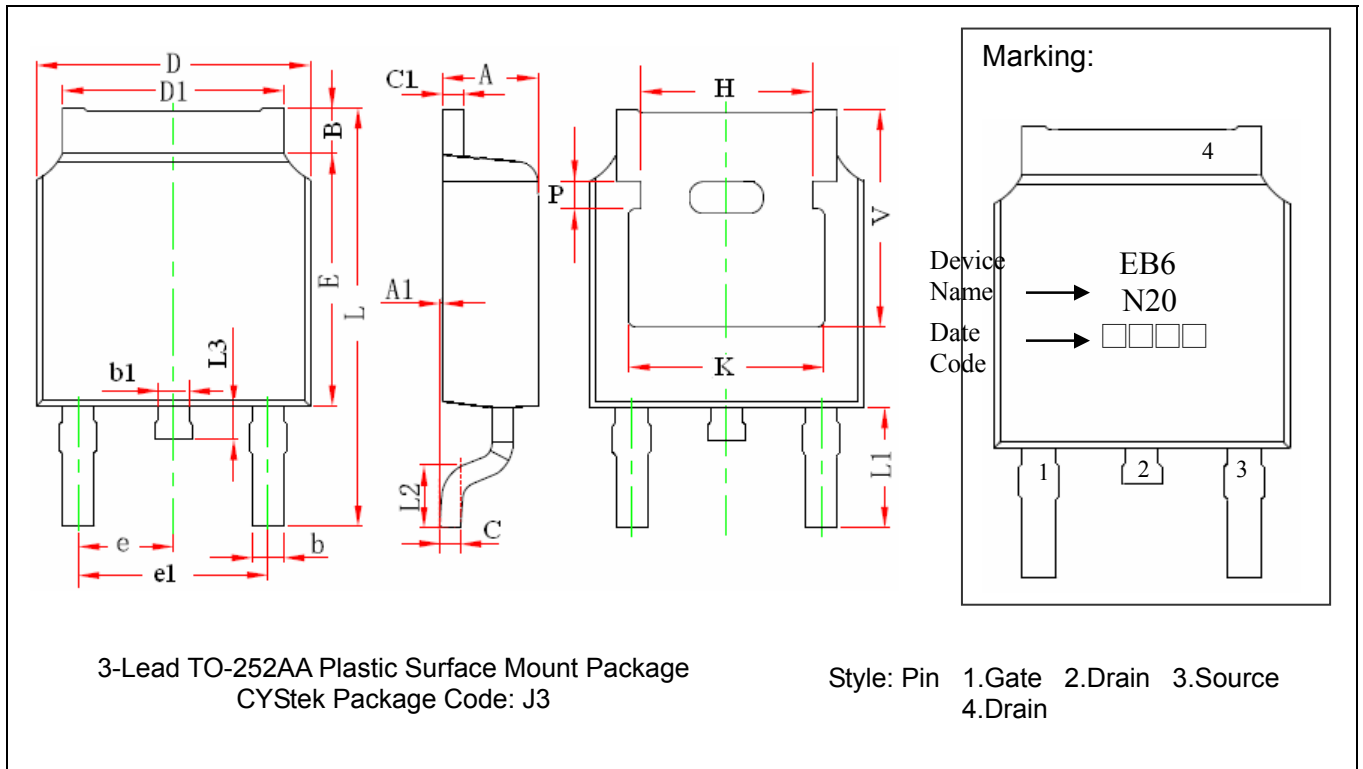 D
D1
B
E
L
L3
b1
e
b
e1
C1
A
A1
L2
C
H
P
V
K
L1
Marking:
4
Device
Name
EB6
N20
Date
Code
□□□□
1
2
3
3-Lead TO-252AA Plastic Surface Mount Package
CYStek Package Code: J3
Style: Pin 1.Gate 2.Drain 3.Source
4.Drain